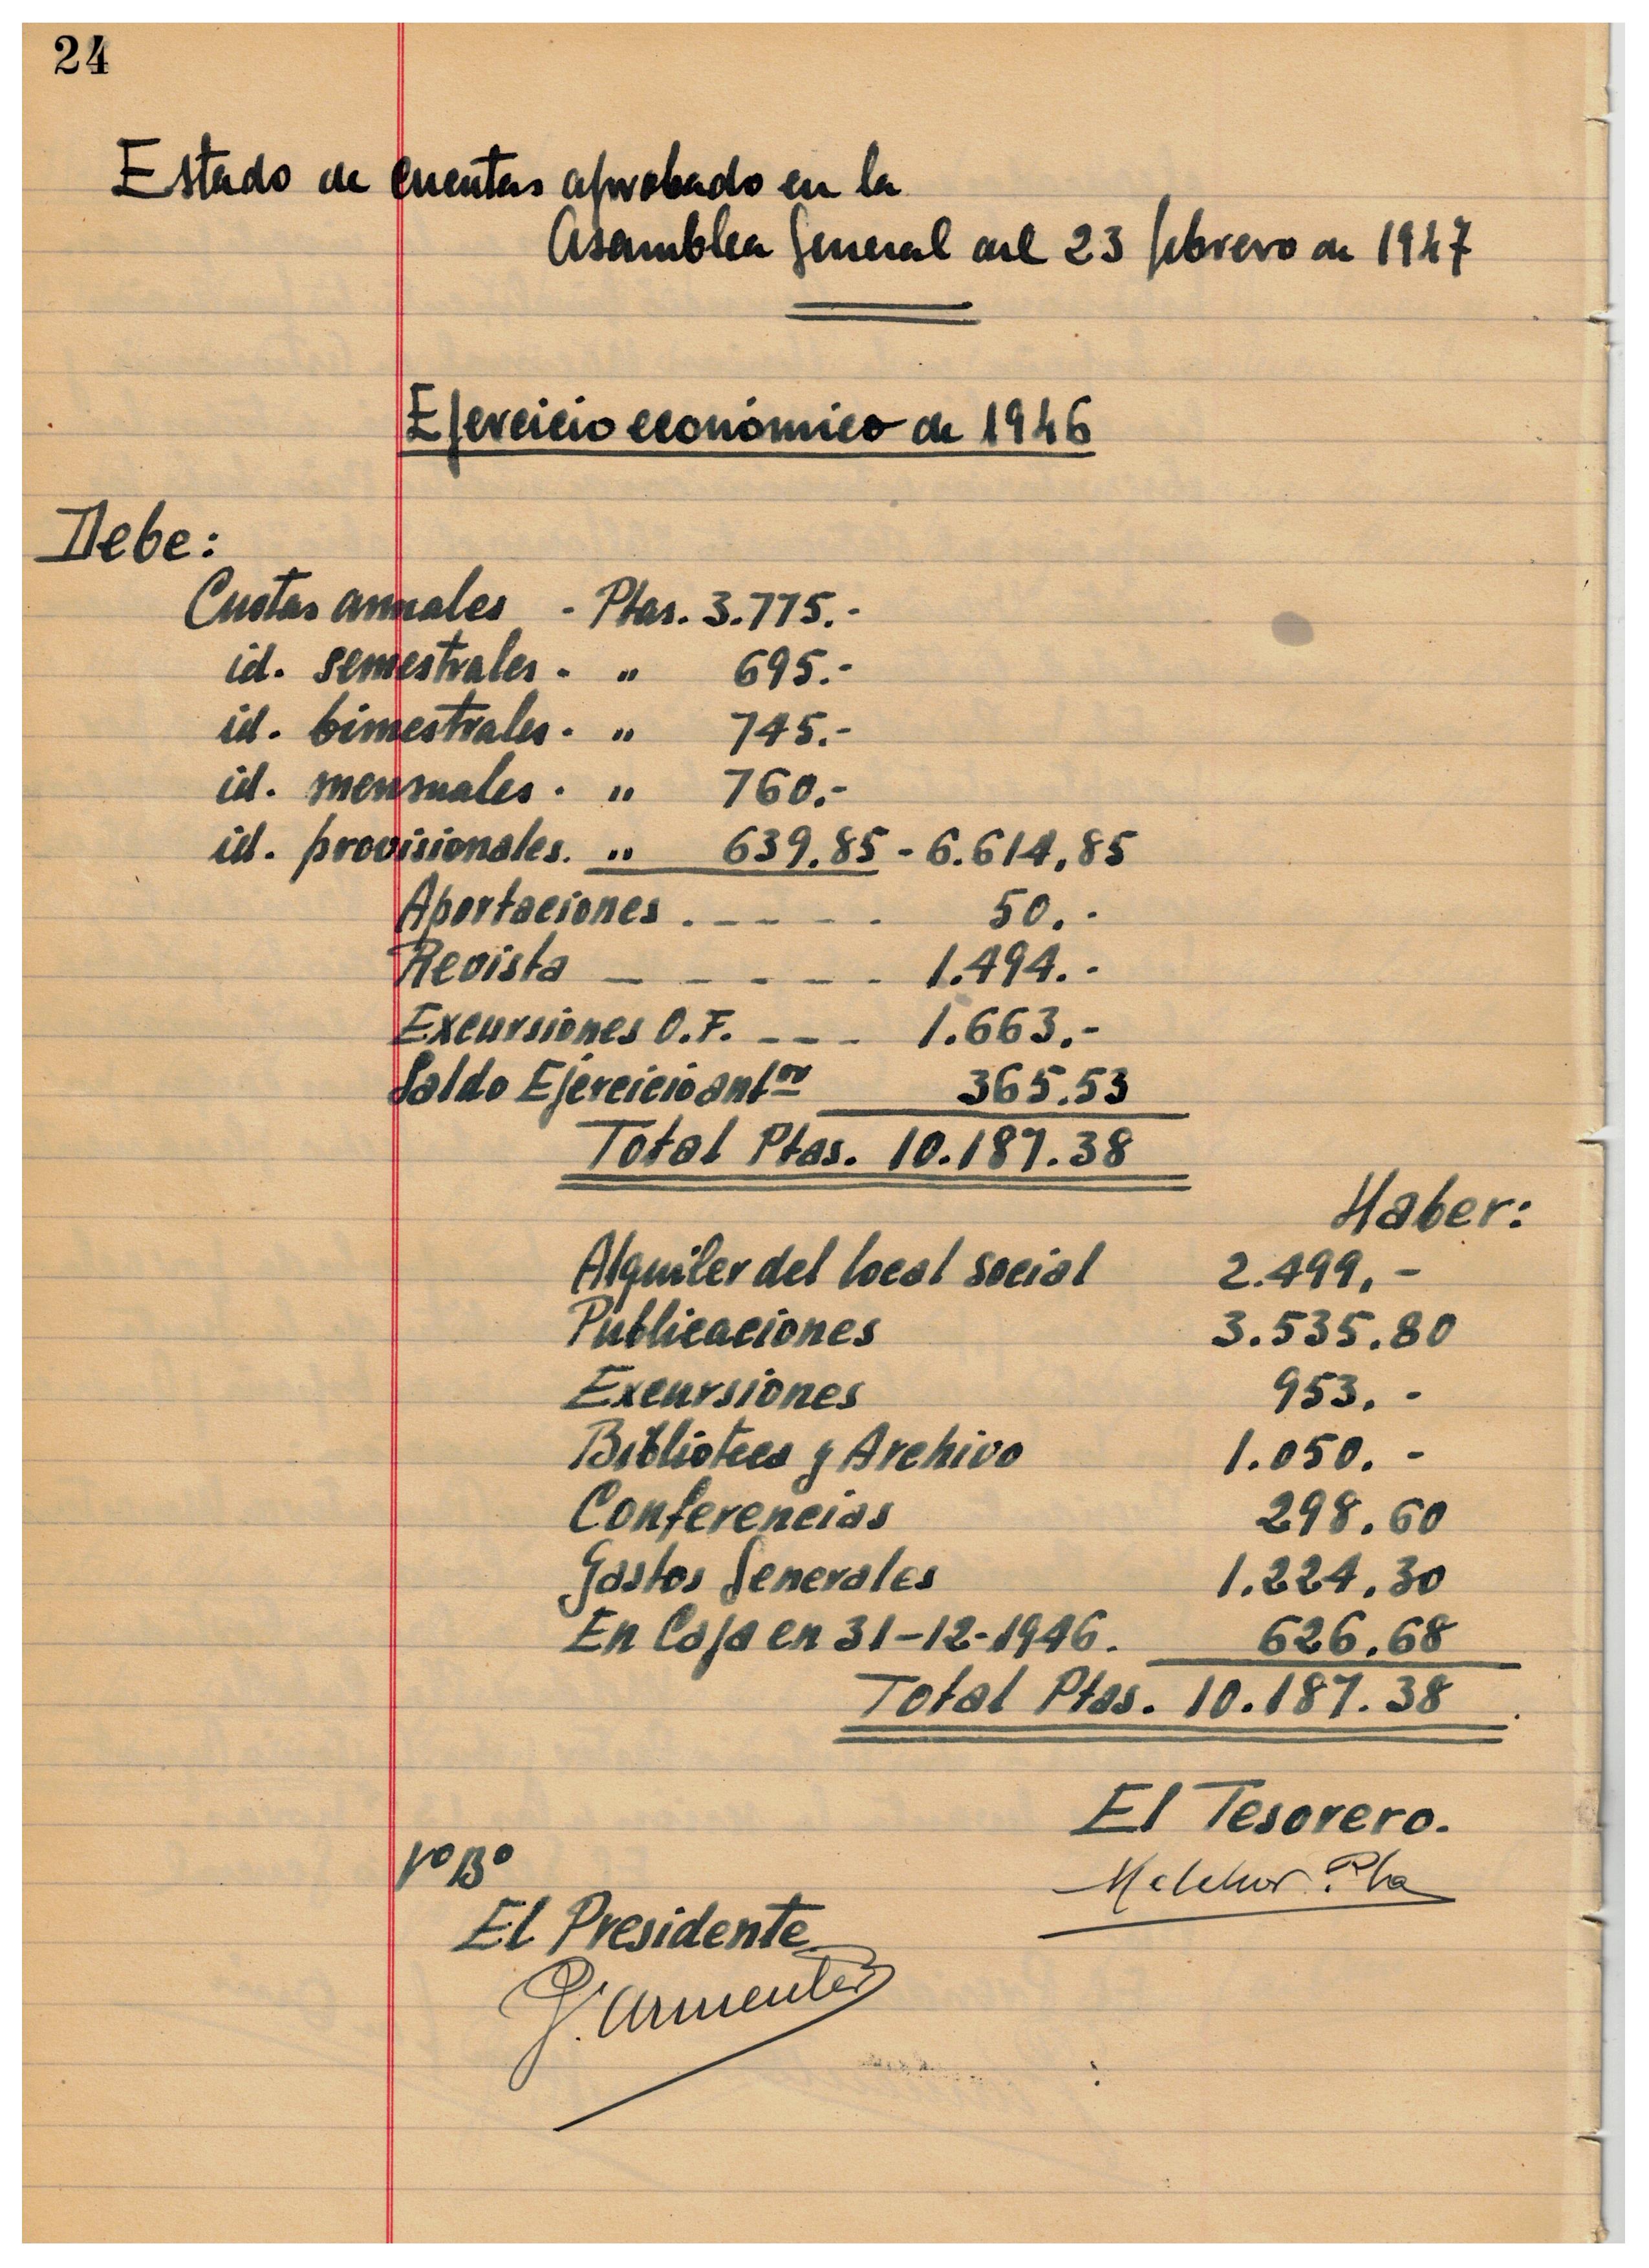 24
Estado de cuentas aprobado en la
Asamblea General del 23 febrero de 1947
Ejercicio económico de 1946
Debe:
Cuotas anuales - Ptas. 3.775.-
id. semestrales - " 695.-
id. bimestrales - " 745.-
id. mensuales - " 760.-
id. provisionales. " 639.85 - 6.614,85
Aportaciones . - - - - 50.-
Revista - - - - - - 1.494.-
Excursiones O.F. - - - 1.663.-
Saldo Ejercicio antor 365.53
Total Ptas. 10.187.38
Haber:
Alquiler del local social 2.499,-
Publicaciones 3.535.80
Excursiones 953.-
Biblioteca y Archivo 1.050.-
Conferencias 298.60
Gastos Generales 1.224.30
En Caja en 31-12-1946. 626.68
Total Ptas. 10.187.38
El Tesorero.
Melchor Pla
Vº Bº
El Presidente
J. Armenter